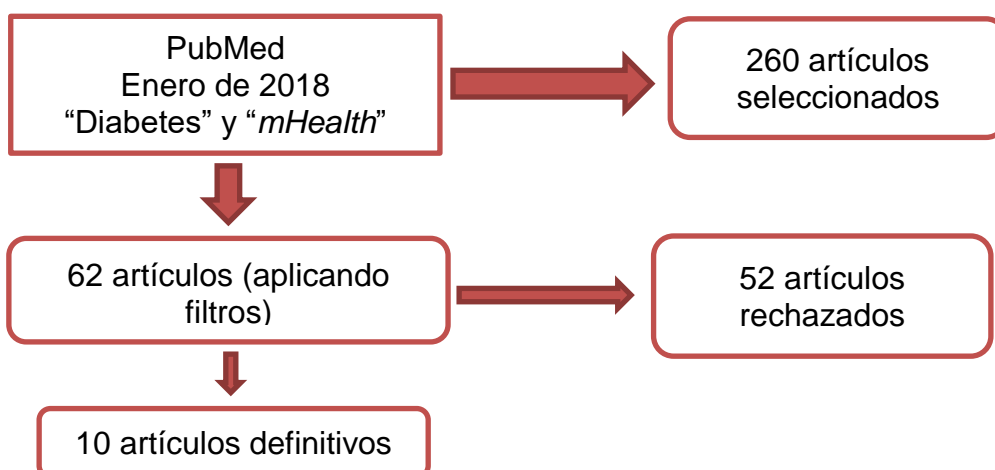 PubMed
Enero de 2018
“Diabetes” y “mHealth”
260 artículos
seleccionados
62 artículos (aplicando
filtros)
52 artículos
rechazados
10 artículos definitivos